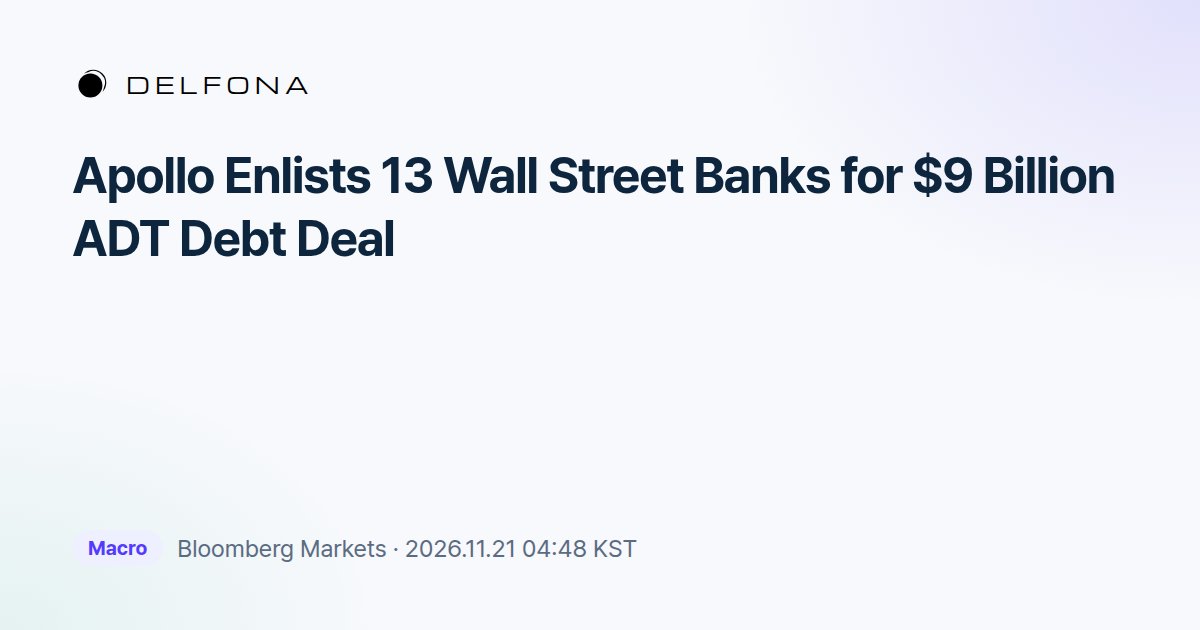 DELFONA
Apollo Enlists 13 Wall Street Banks for $9 Billion
ADT Debt Deal
Macro Bloomberg Markets · 2026.11.21 04:48 KST